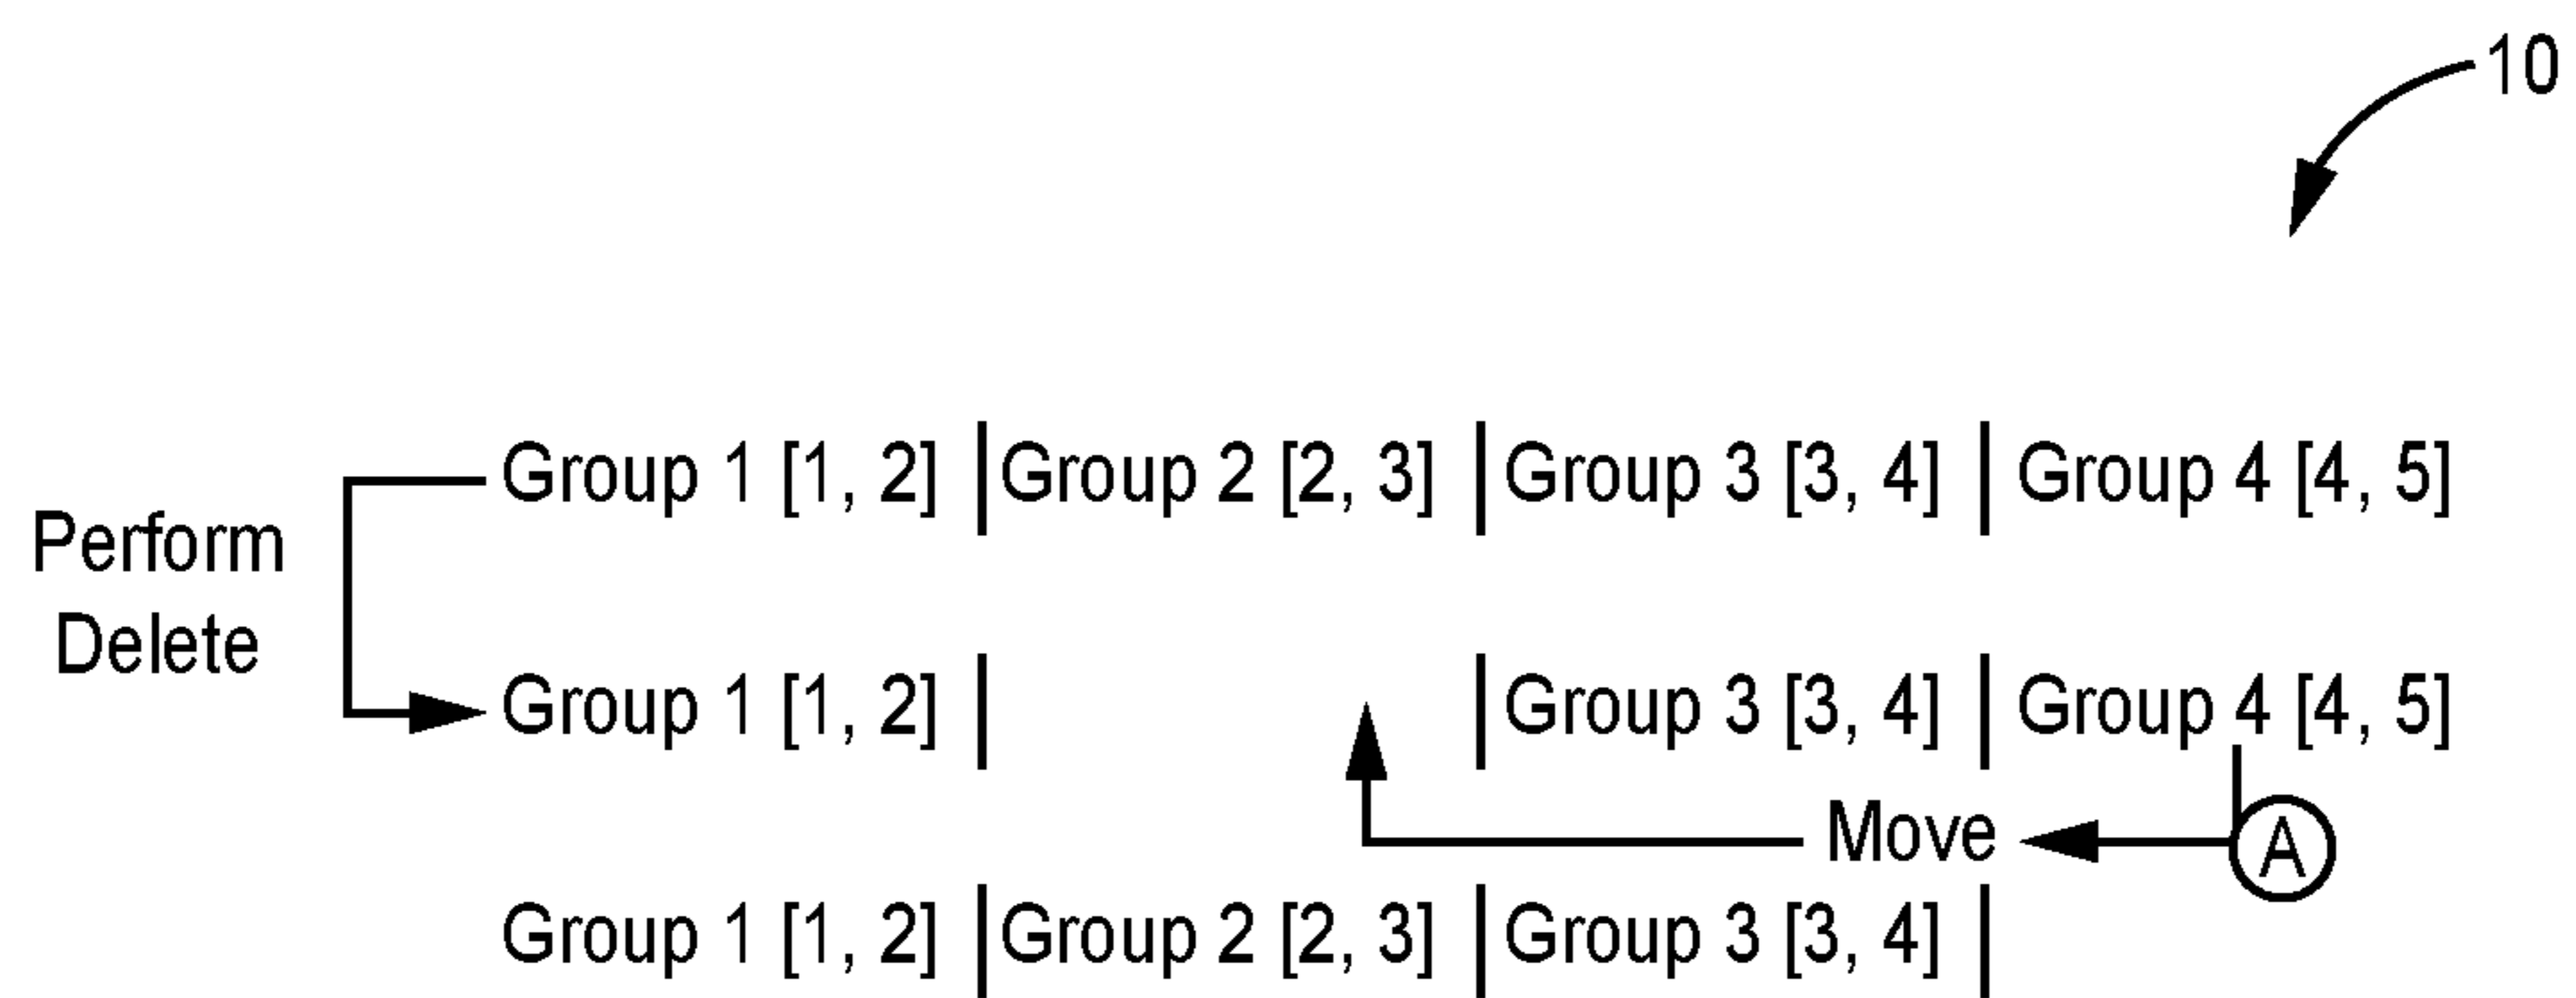 10
Group 1 [1, 2] | Group 2 [2, 3] | Group 3 [3, 4] | Group 4 [4, 5]
Perform
Delete
Group 1 [1, 2] | | Group 3 [3, 4] | Group 4 [4, 5]
Move A
Group 1 [1, 2] | Group 2 [2, 3] | Group 3 [3, 4] |